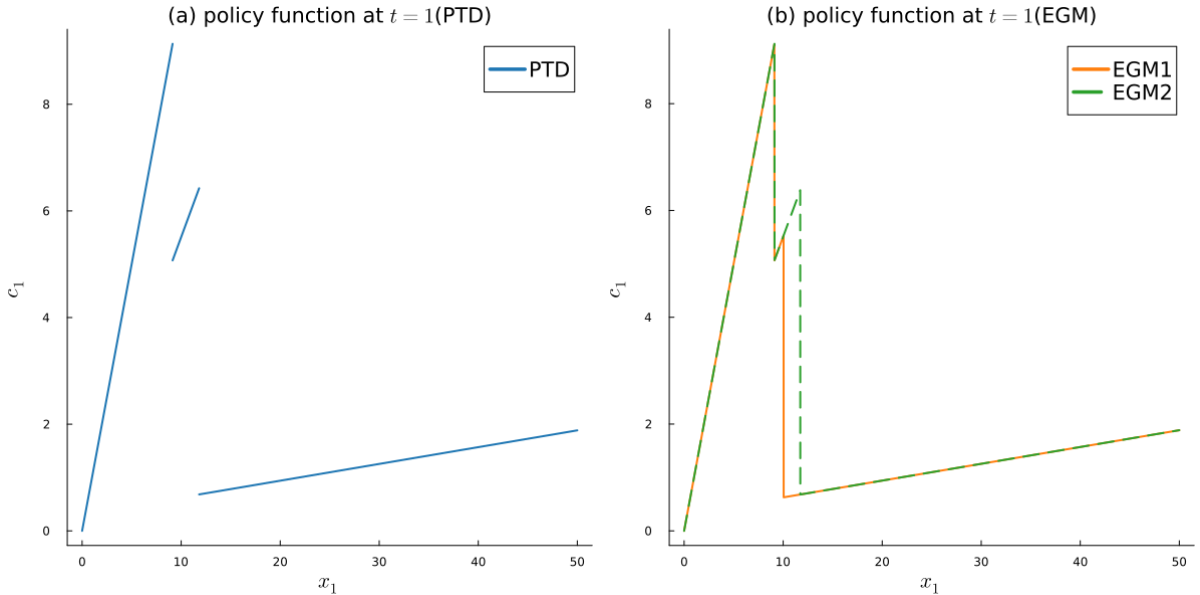 (a) policy function at t = 1(PTD)
PTD
c₁
8
6
4
2
0
0 10 20 30 40 50
x₁
(b) policy function at t = 1(EGM)
EGM1
EGM2
c₁
8
6
4
2
0
0 10 20 30 40 50
x₁